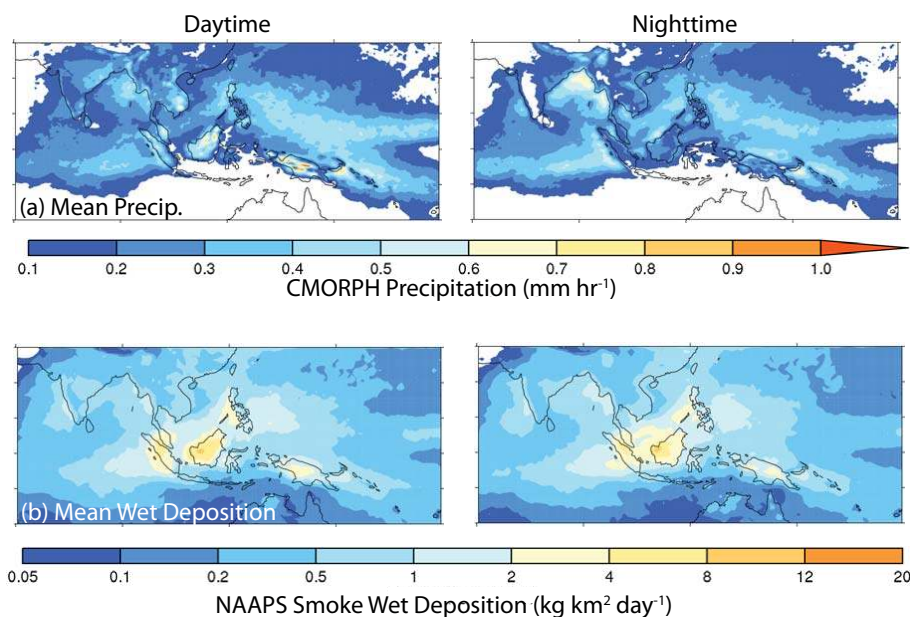 Daytime
Nighttime
(a) Mean Precip.
0.1 0.2 0.3 0.4 0.5 0.6 0.7 0.8 0.9 1.0
CMORPH Precipitation (mm hr⁻¹)
(b) Mean Wet Deposition
0.05 0.1 0.2 0.5 1 2 4 8 12 20
NAAPS Smoke Wet Deposition (kg km² day⁻¹)